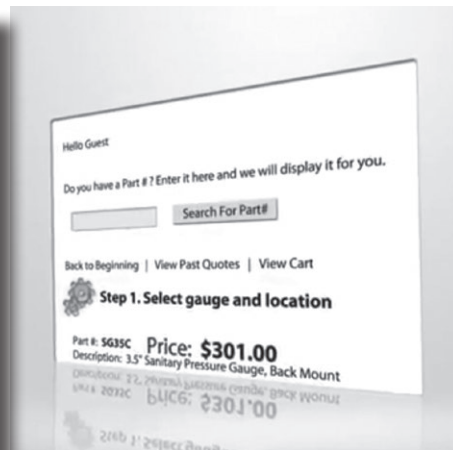 Hello Guest
Do you have a Part # ? Enter it here and we will display it for you.
Search For Part#
Back to Beginning | View Past Quotes | View Cart
Step 1. Select gauge and location
Part #: SG35C Price: $301.00
Description: 3.5" Sanitary Pressure Gauge, Back Mount